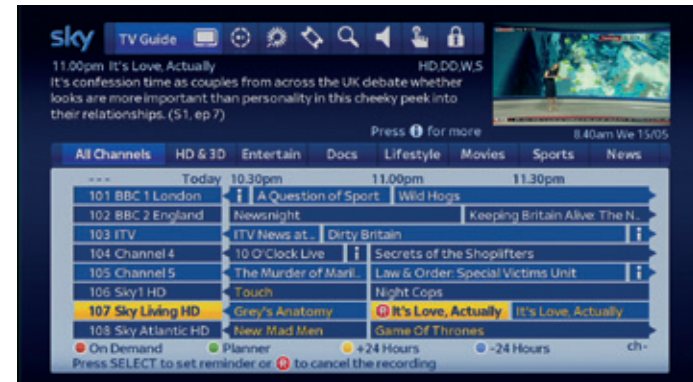 sky TV Guide
11.00pm It's Love, Actually HD,DD,W,S
It's confession time as couples from across the UK debate whether
looks are more important than personality in this cheeky peek into
their relationships. (S1, ep 7)
Press i for more
8.40am We 15/05
All Channels HD & 3D Entertain Docs Lifestyle Movies Sports News
--- Today 10.30pm 11.00pm 11.30pm
101 BBC 1 London i A Question of Sport Wild Hogs
102 BBC 2 England Newsnight Keeping Britain Alive: The N..
103 ITV ITV News at... Dirty Britain i
104 Channel 4 10 O'Clock Live i Secrets of the Shoplifters
105 Channel 5 The Murder of Maril.. Law & Order: Special Victims Unit i
106 Sky1 HD Touch Night Cops
107 Sky Living HD Grey's Anatomy R It's Love, Actually It's Love, Actually
108 Sky Atlantic HD New: Mad Men Game Of Thrones
On Demand Planner +24 Hours -24 Hours ch-
Press SELECT to set reminder or R to cancel the recording